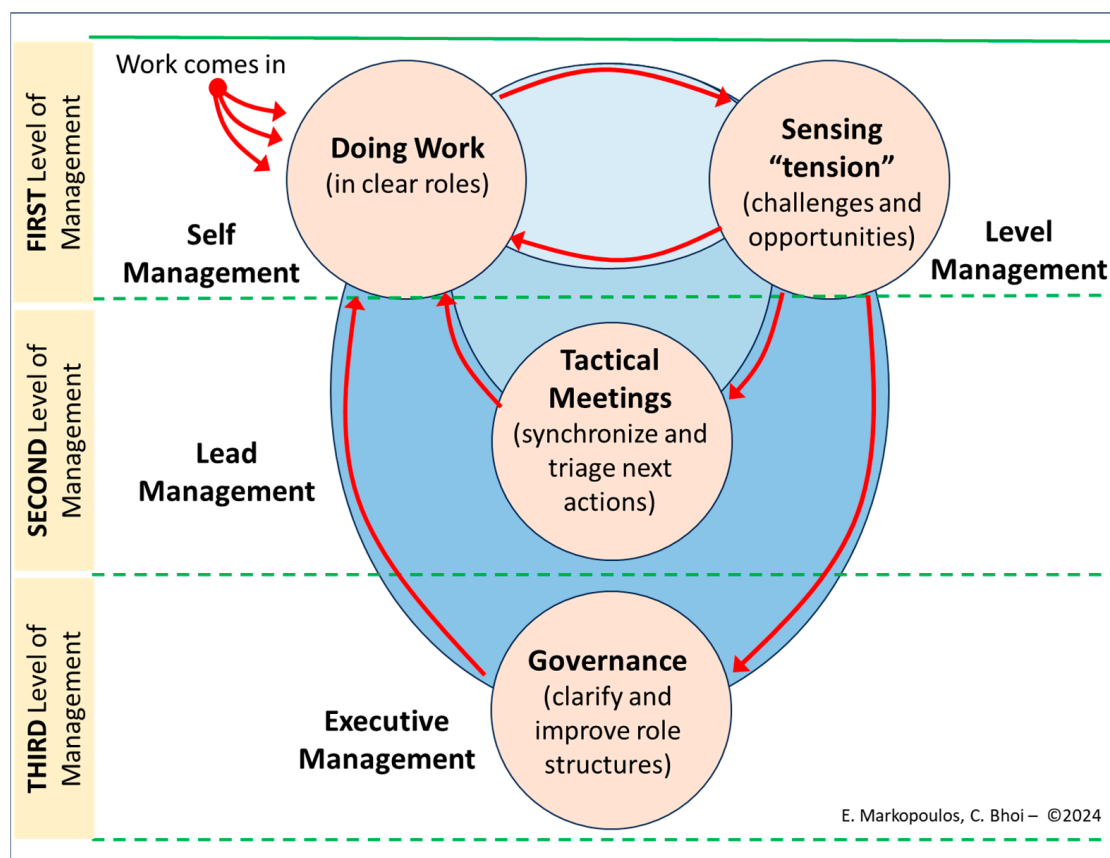 FIRST Level of
Management
Work comes in
Doing Work
(in clear roles)
Sensing
“tension”
(challenges and
opportunities)
Self
Management
Level
Management
SECOND Level of
Management
Tactical
Meetings
(synchronize and
triage next
actions)
Lead
Management
THIRD Level of
Management
Governance
(clarify and
improve role
structures)
Executive
Management
E. Markopoulos, C. Bhoi – ©2024